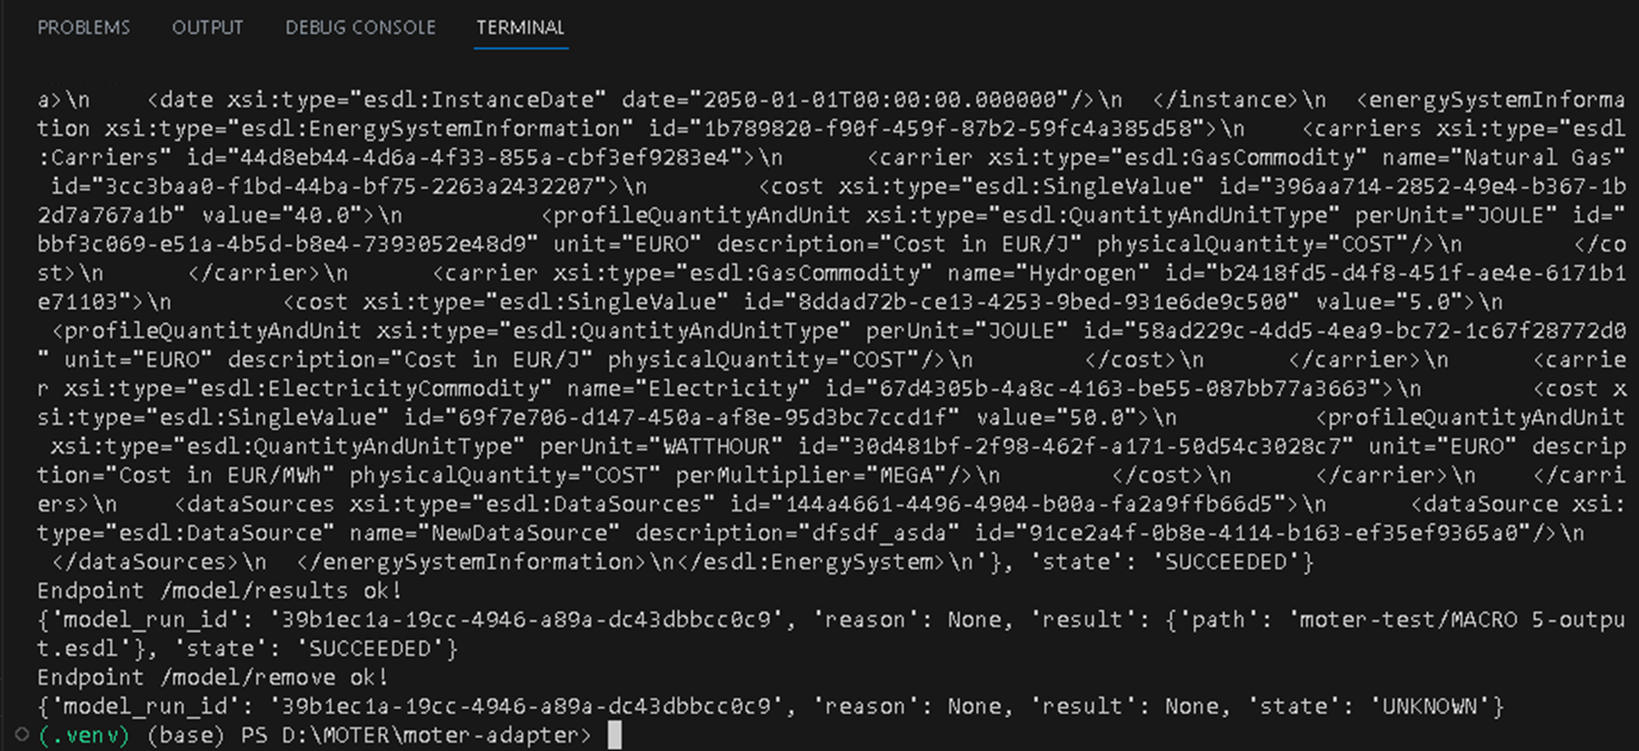 PROBLEMS OUTPUT DEBUG CONSOLE TERMINAL
a>\n    <date xsi:type="esdl:InstanceDate" date="2050-01-01T00:00:00.000000"/>\n  </instance>\n  <energySystemInforma
tion xsi:type="esdl:EnergySystemInformation" id="1b789820-f90f-459f-87b2-59fc4a385d58">\n    <carriers xsi:type="esdl
:Carriers" id="44d8eb44-4d6a-4f33-855a-cbf3ef9283e4">\n      <carrier xsi:type="esdl:GasCommodity" name="Natural Gas"
 id="3cc3baa0-f1bd-44ba-bf75-2263a2432207">\n        <cost xsi:type="esdl:SingleValue" id="396aa714-2852-49e4-b367-1b
2d7a767a1b" value="40.0">\n          <profileQuantityAndUnit xsi:type="esdl:QuantityAndUnitType" perUnit="JOULE" id="
bbf3c069-e51a-4b5d-b8e4-7393052e48d9" unit="EURO" description="Cost in EUR/J" physicalQuantity="COST"/>\n        </co
st>\n      </carrier>\n      <carrier xsi:type="esdl:GasCommodity" name="Hydrogen" id="b2418fd5-d4f8-451f-ae4e-6171b1
e71103">\n        <cost xsi:type="esdl:SingleValue" id="8ddad72b-ce13-4253-9bed-931e6de9c500" value="5.0">\n
 <profileQuantityAndUnit xsi:type="esdl:QuantityAndUnitType" perUnit="JOULE" id="58ad229c-4dd5-4ea9-bc72-1c67f28772d0
" unit="EURO" description="Cost in EUR/J" physicalQuantity="COST"/>\n        </cost>\n      </carrier>\n      <carrie
r xsi:type="esdl:ElectricityCommodity" name="Electricity" id="67d4305b-4a8c-4163-be55-087bb77a3663">\n        <cost x
si:type="esdl:SingleValue" id="69f7e706-d147-450a-af8e-95d3bc7ccd1f" value="50.0">\n          <profileQuantityAndUnit
 xsi:type="esdl:QuantityAndUnitType" perUnit="WATTHOUR" id="30d481bf-2f98-462f-a171-50d54c3028c7" unit="EURO" descrip
tion="Cost in EUR/MWh" physicalQuantity="COST" perMultiplier="MEGA"/>\n        </cost>\n      </carrier>\n    </carri
ers>\n    <dataSources xsi:type="esdl:DataSources" id="144a4661-4496-4904-b00a-fa2a9ffb66d5">\n      <dataSource xsi:
type="esdl:DataSource" name="NewDataSource" description="dfsdf_asda" id="91ce2a4f-0b8e-4114-b163-ef35ef9365a0"/>\n
 </dataSources>\n  </energySystemInformation>\n</esdl:EnergySystem>\n'}, 'state': 'SUCCEEDED'}
Endpoint /model/results ok!
{'model_run_id': '39b1ec1a-19cc-4946-a89a-dc43dbbcc0c9', 'reason': None, 'result': {'path': 'moter-test/MACRO 5-outpu
t.esdl'}, 'state': 'SUCCEEDED'}
Endpoint /model/remove ok!
{'model_run_id': '39b1ec1a-19cc-4946-a89a-dc43dbbcc0c9', 'reason': None, 'result': None, 'state': 'UNKNOWN'}
(.venv) (base) PS D:\MOTER\moter-adapter>